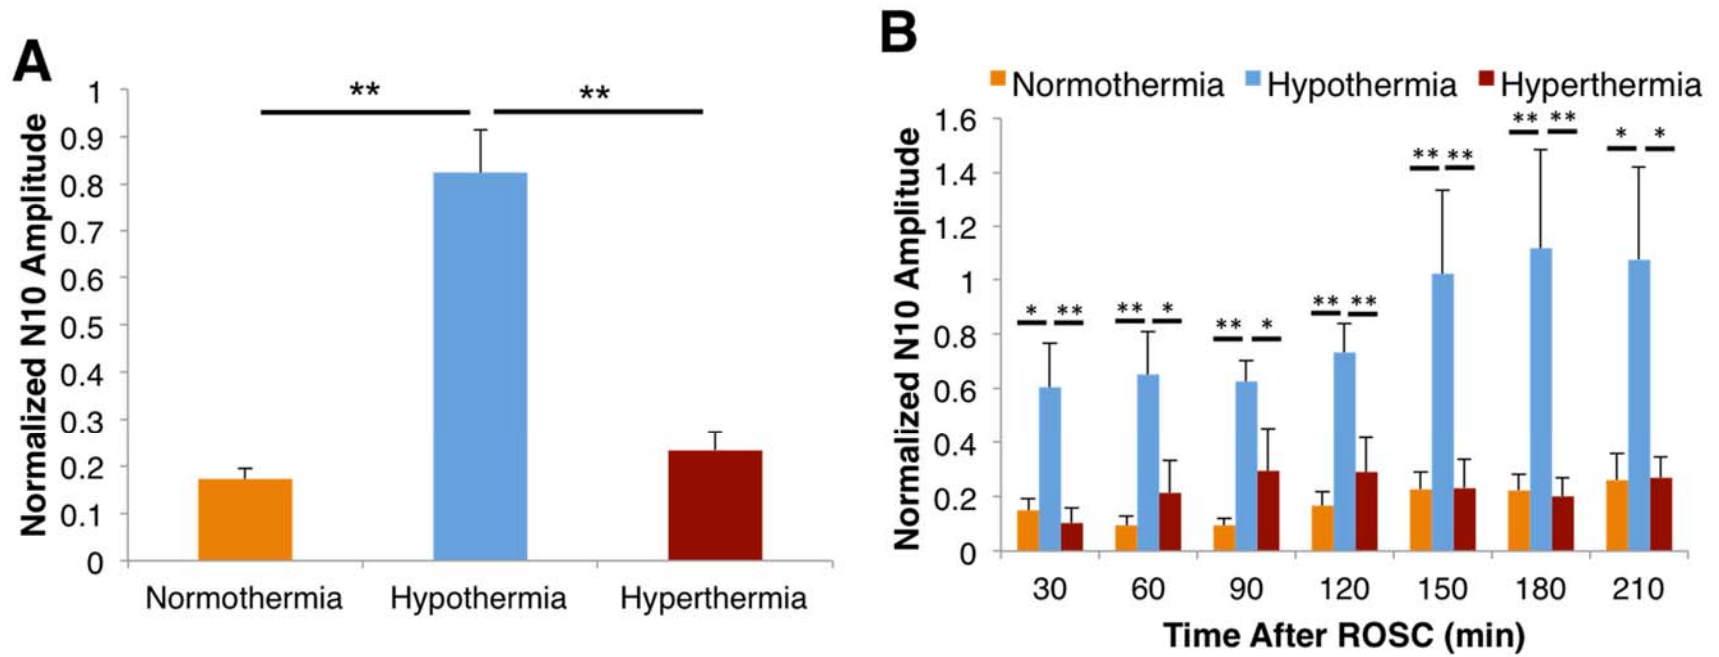 A
Normalized N10 Amplitude
1
0.9
0.8
0.7
0.6
0.5
0.4
0.3
0.2
0.1
0
** **
Normothermia Hypothermia Hyperthermia
B
Normothermia Hypothermia Hyperthermia
Normalized N10 Amplitude
1.6
1.4
1.2
1
0.8
0.6
0.4
0.2
0
* ** ** * ** * ** ** ** ** ** ** * *
30 60 90 120 150 180 210
Time After ROSC (min)